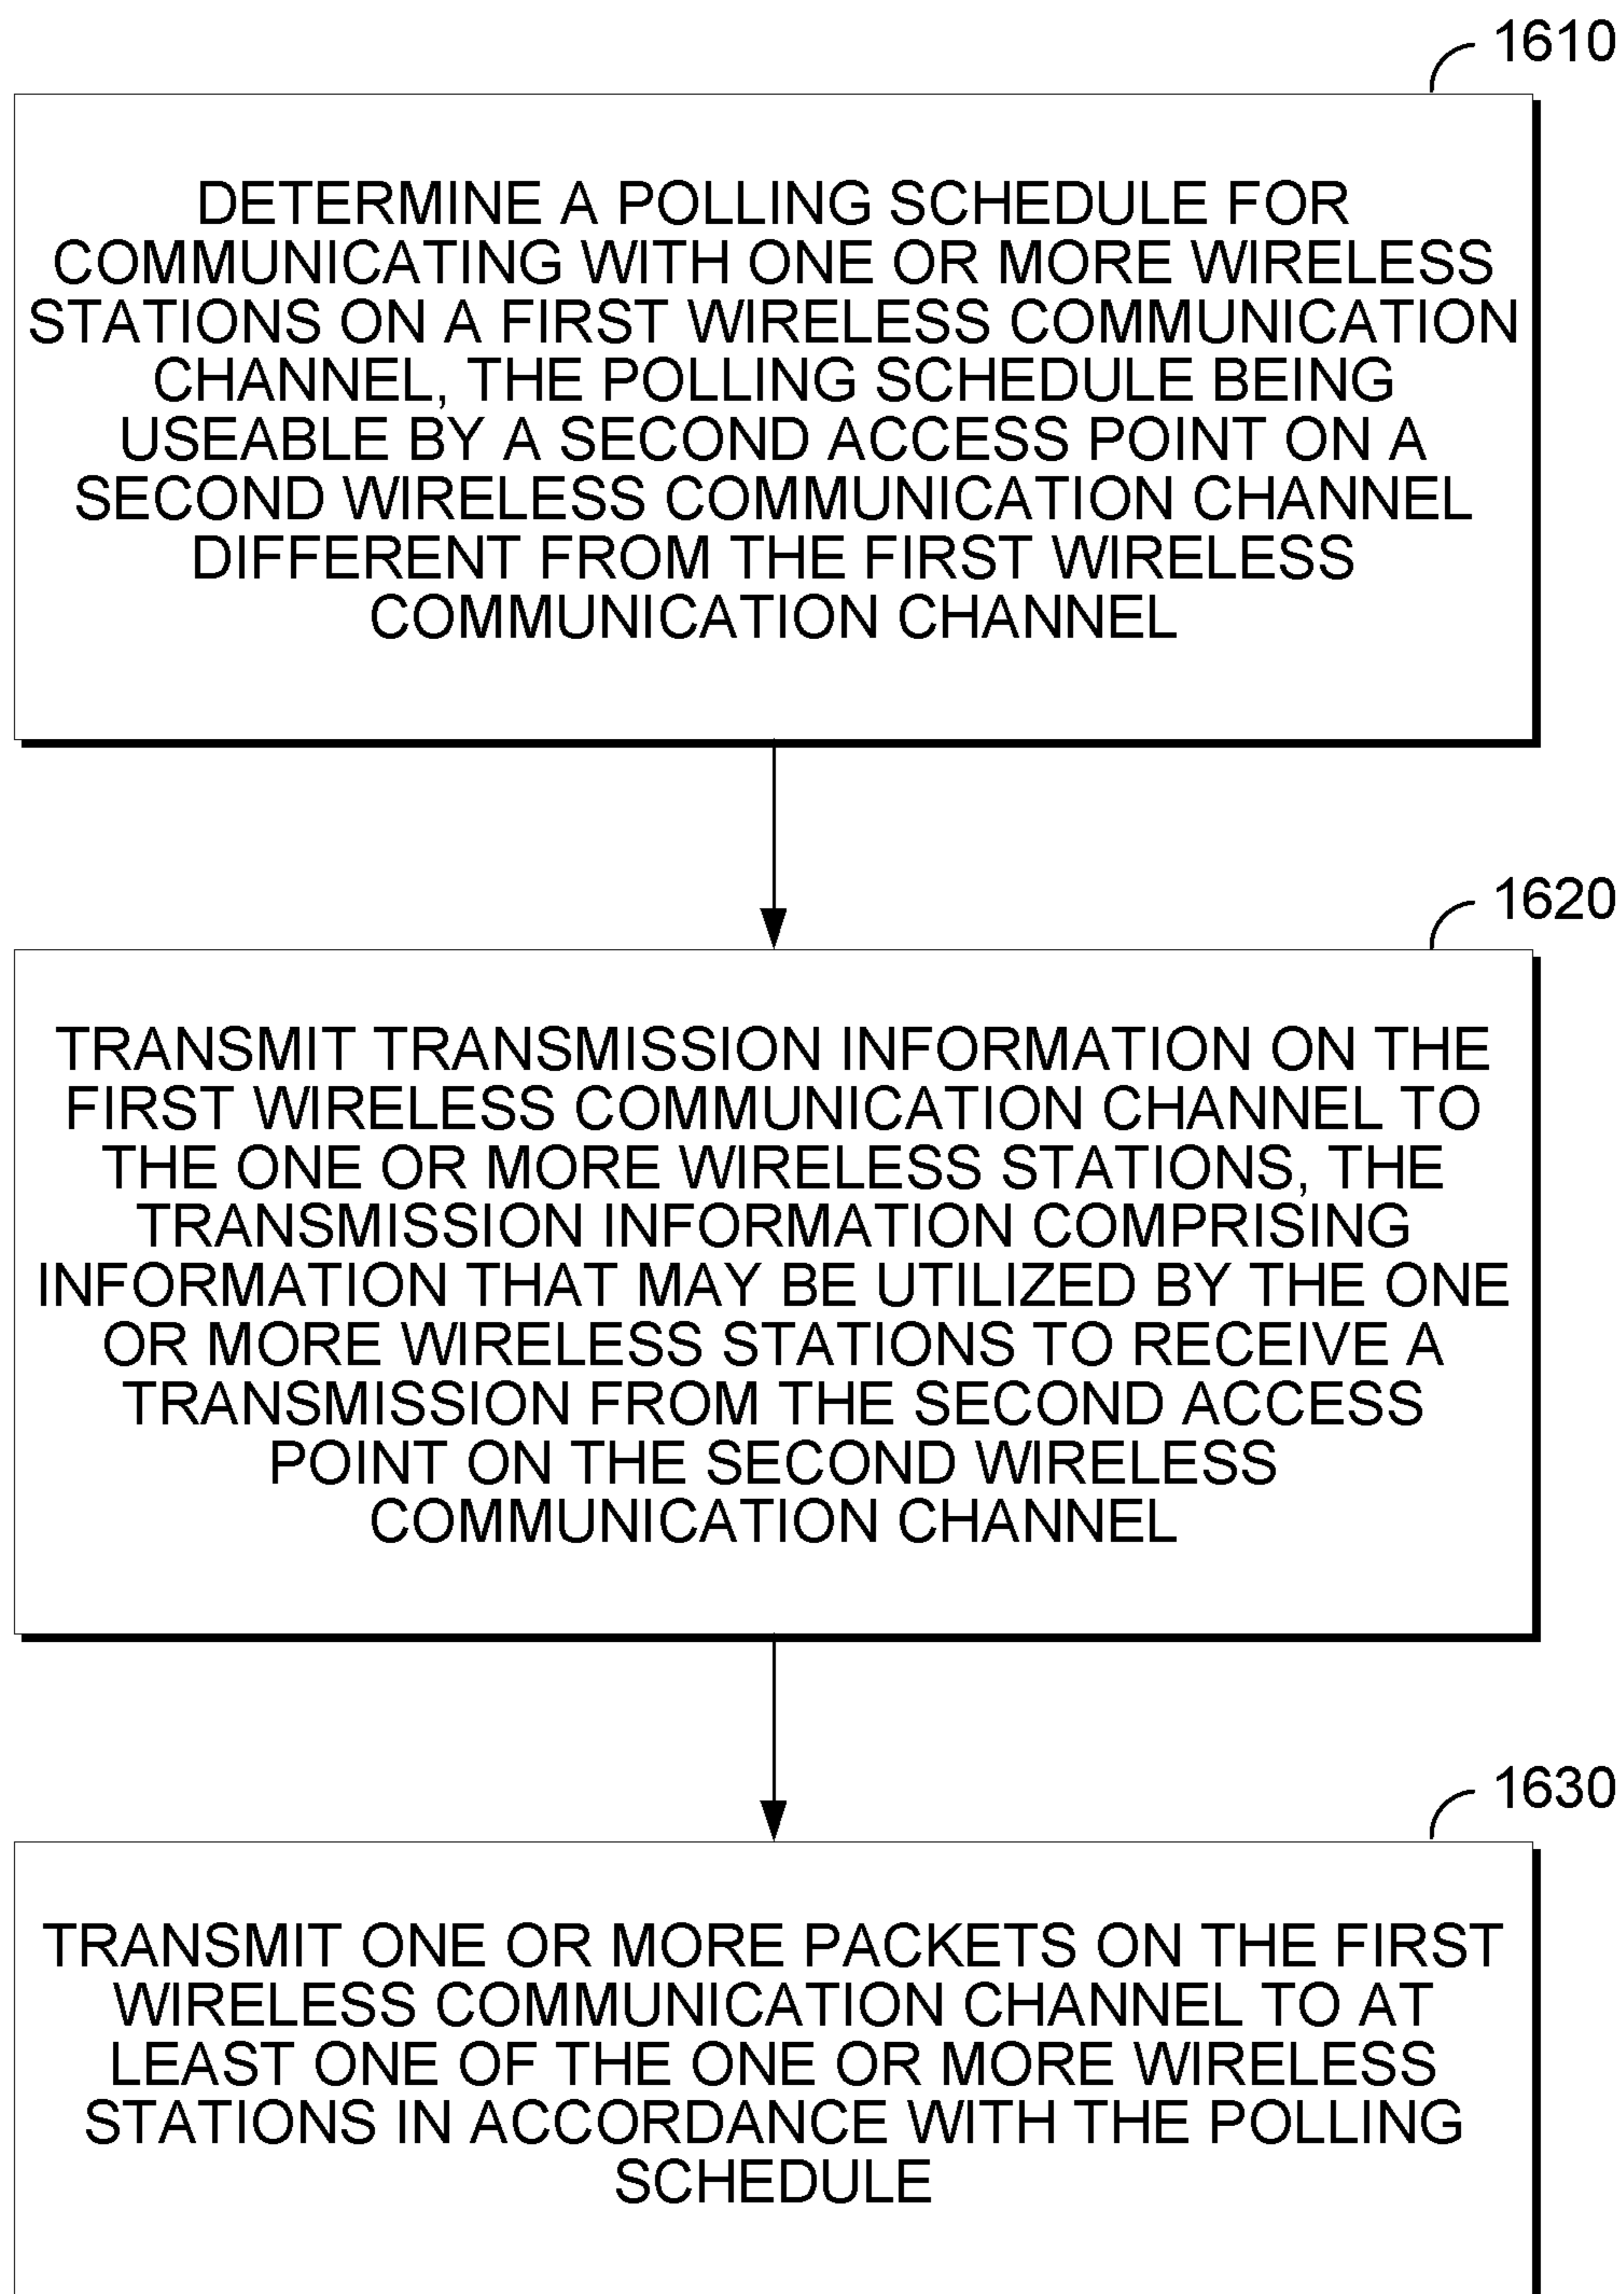 1610
DETERMINE A POLLING SCHEDULE FOR
COMMUNICATING WITH ONE OR MORE WIRELESS
STATIONS ON A FIRST WIRELESS COMMUNICATION
CHANNEL, THE POLLING SCHEDULE BEING
USEABLE BY A SECOND ACCESS POINT ON A
SECOND WIRELESS COMMUNICATION CHANNEL
DIFFERENT FROM THE FIRST WIRELESS
COMMUNICATION CHANNEL
1620
TRANSMIT TRANSMISSION INFORMATION ON THE
FIRST WIRELESS COMMUNICATION CHANNEL TO
THE ONE OR MORE WIRELESS STATIONS, THE
TRANSMISSION INFORMATION COMPRISING
INFORMATION THAT MAY BE UTILIZED BY THE ONE
OR MORE WIRELESS STATIONS TO RECEIVE A
TRANSMISSION FROM THE SECOND ACCESS
POINT ON THE SECOND WIRELESS
COMMUNICATION CHANNEL
1630
TRANSMIT ONE OR MORE PACKETS ON THE FIRST
WIRELESS COMMUNICATION CHANNEL TO AT
LEAST ONE OF THE ONE OR MORE WIRELESS
STATIONS IN ACCORDANCE WITH THE POLLING
SCHEDULE